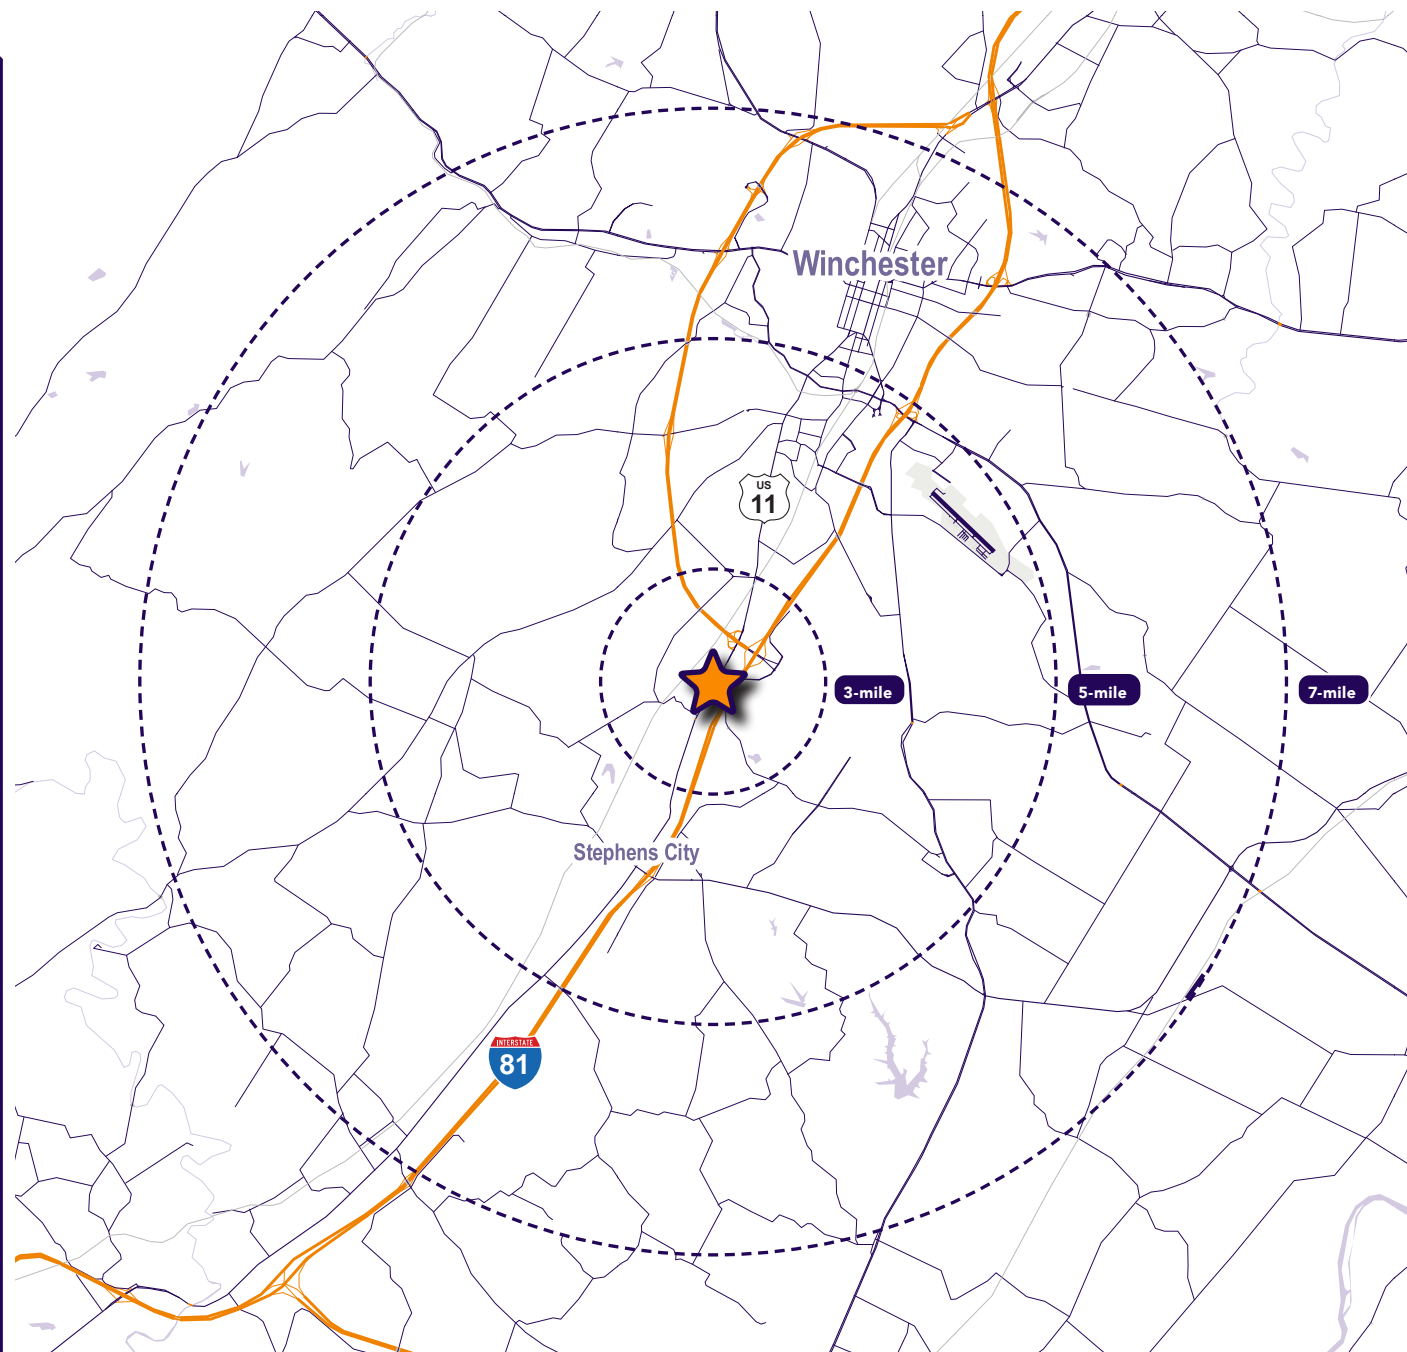 Winchester
US
11
3-mile
5-mile
7-mile
Stephens City
INTERSTATE
81